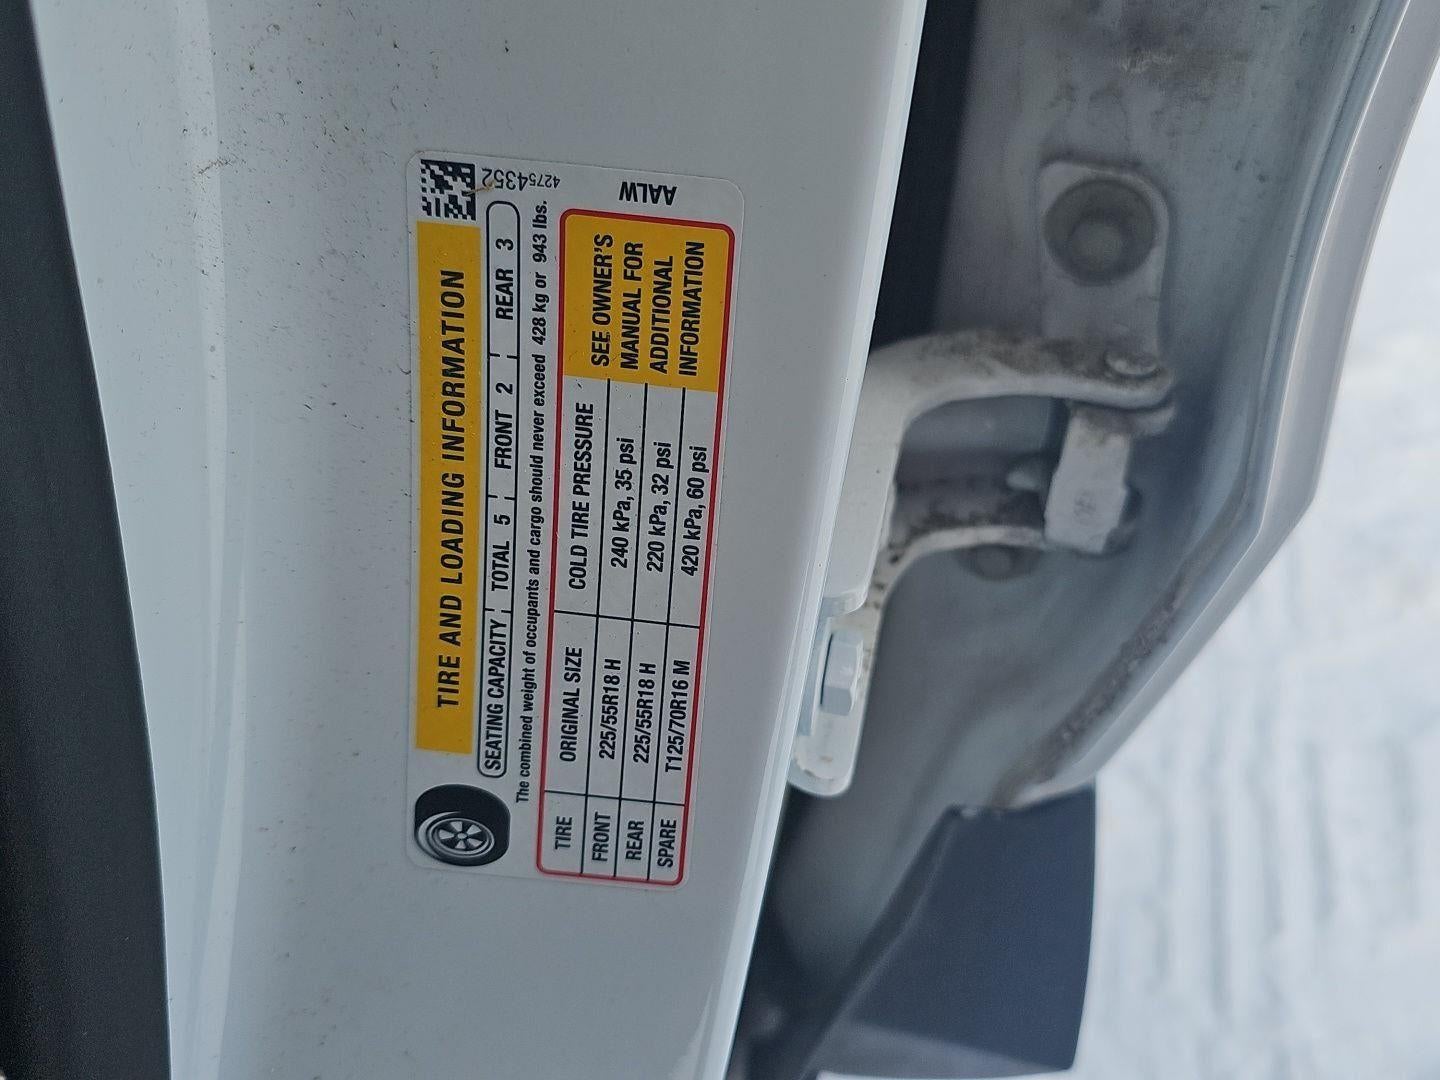 TIRE AND LOADING INFORMATION
42754352
SEATING CAPACITY TOTAL 5 FRONT 2 REAR 3
The combined weight of occupants and cargo should never exceed 428 kg or 943 lbs.
TIRE ORIGINAL SIZE COLD TIRE PRESSURE
FRONT 225/55R18 H 240 kPa, 35 psi
REAR 225/55R18 H 220 kPa, 32 psi
SPARE T125/70R16 M 420 kPa, 60 psi
SEE OWNER'S
MANUAL FOR
ADDITIONAL
INFORMATION
AALW